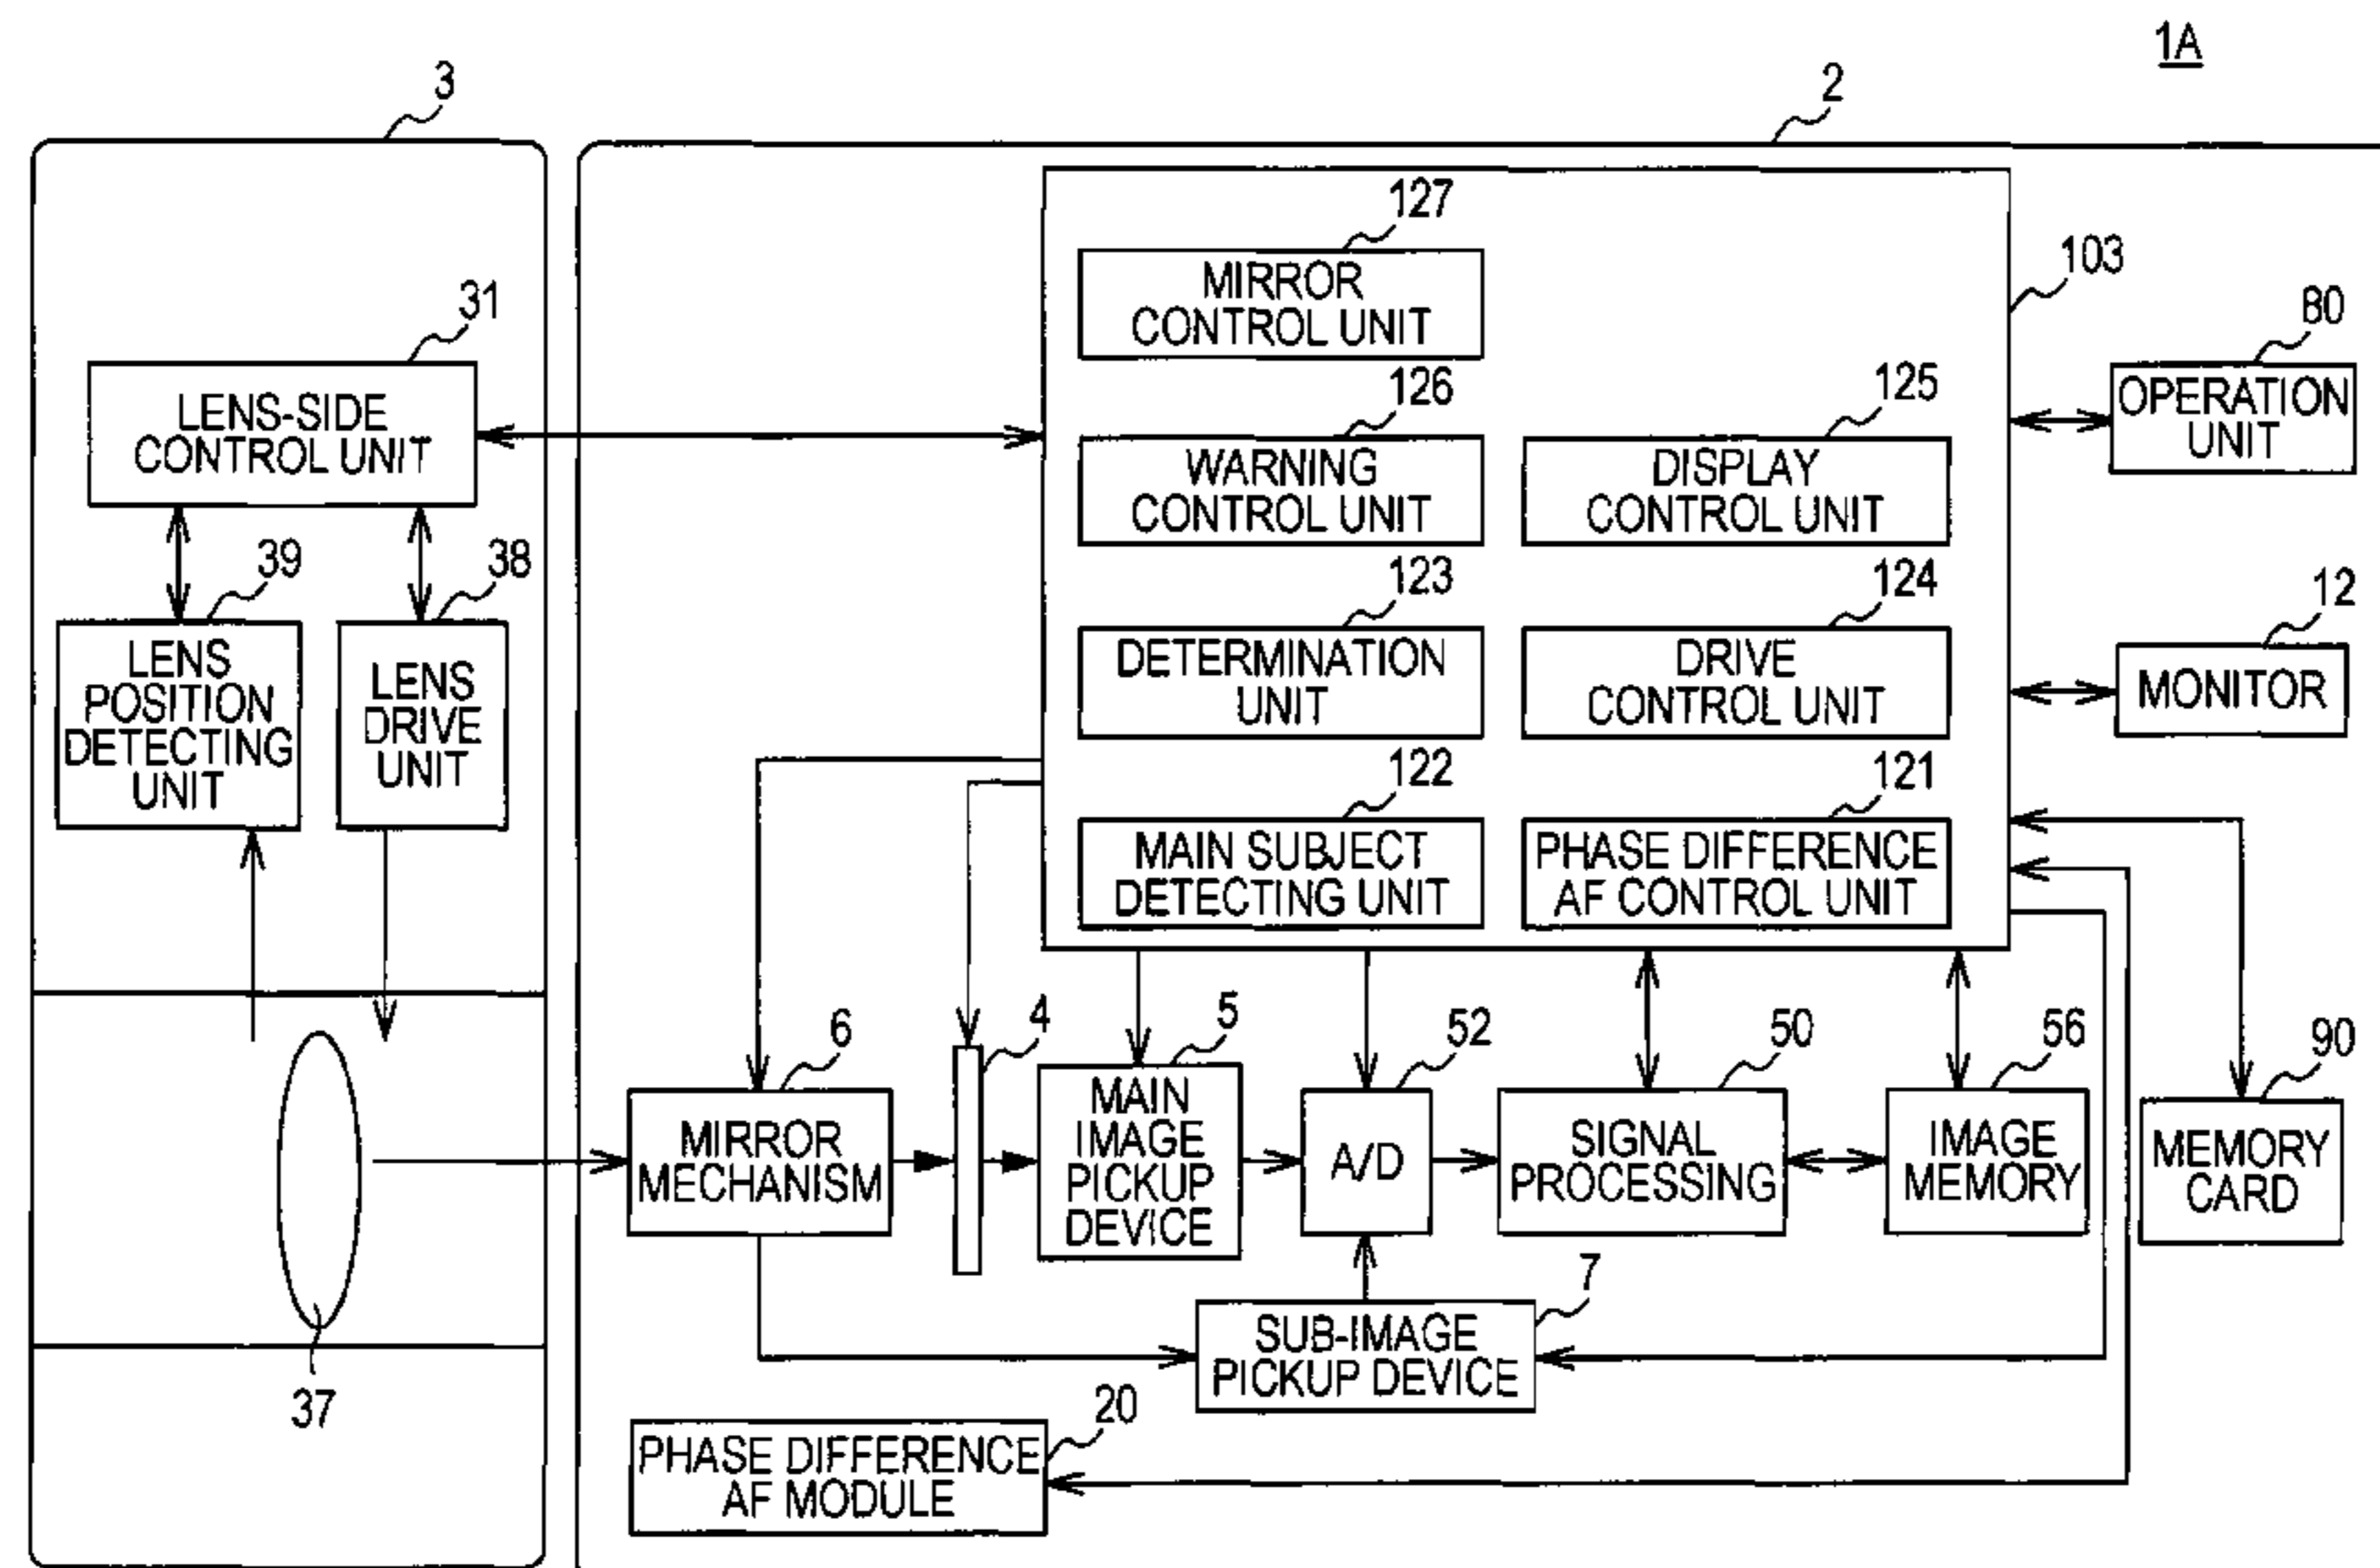 1A
3
2
127
MIRROR
CONTROL UNIT
103
31
LENS-SIDE
CONTROL UNIT
80
OPERATION
UNIT
126
WARNING
CONTROL UNIT
125
DISPLAY
CONTROL UNIT
39
LENS
POSITION
DETECTING
UNIT
38
LENS
DRIVE
UNIT
123
DETERMINATION
UNIT
124
DRIVE
CONTROL UNIT
12
MONITOR
122
MAIN SUBJECT
DETECTING UNIT
121
PHASE DIFFERENCE
AF CONTROL UNIT
6
MIRROR
MECHANISM
4
5
MAIN
IMAGE
PICKUP
DEVICE
52
A/D
50
SIGNAL
PROCESSING
56
IMAGE
MEMORY
90
MEMORY
CARD
7
SUB-IMAGE
PICKUP DEVICE
37
20
PHASE DIFFERENCE
AF MODULE